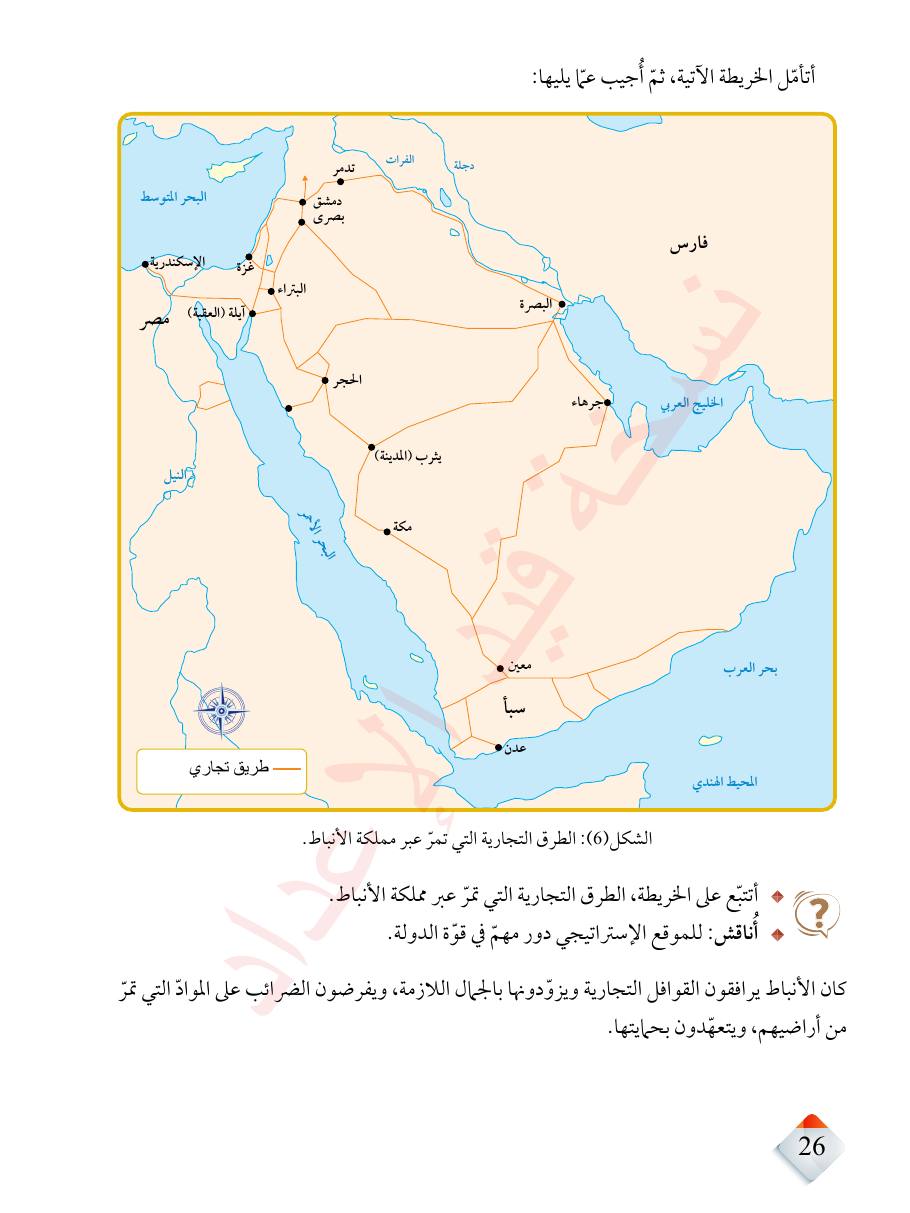 أتأمّل الخريطة الآتية، ثمّ أُجيب عمّا يليها:
دجلة
الفرات
تدمر
البحر المتوسط
دمشق
بصرى
فارس
الإسكندرية
غزة
البتراء
البصرة
آيلة (العقبة)
مصر
الحجر
جرهاء
الخليج العربي
يثرب (المدينة)
النيل
البحر الأحمر
مكة
معين
بحر العرب
سبأ
عدن
طريق تجاري
المحيط الهندي
نسخة قيد الإعداد
الشكل(6): الطرق التجارية التي تمرّ عبر مملكة الأنباط.
أتتبّع على الخريطة، الطرق التجارية التي تمرّ عبر مملكة الأنباط.
أُناقش: للموقع الإستراتيجي دور مهمّ في قوّة الدولة.
كان الأنباط يرافقون القوافل التجارية ويزوّدونها بالجمال اللازمة، ويفرضون الضرائب على الموادّ التي تمرّ
من أراضيهم، ويتعهّدون بحمايتها.
26